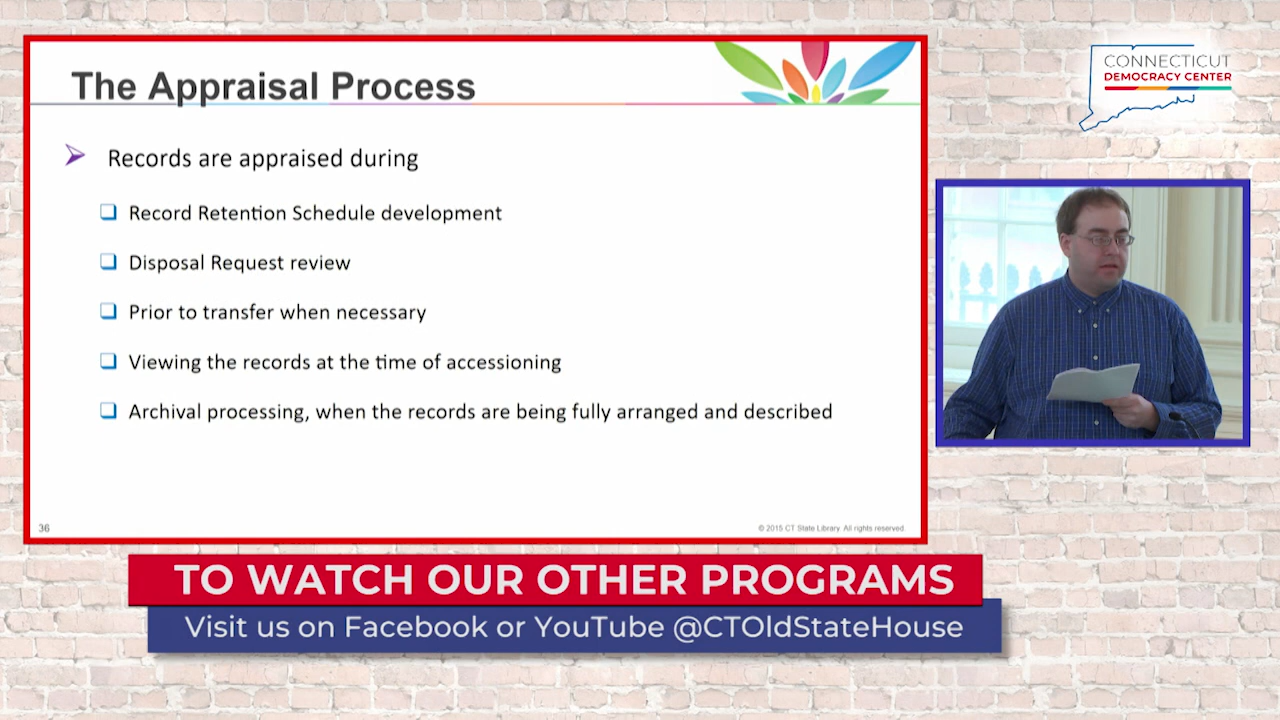 The Appraisal Process
Records are appraised during
Record Retention Schedule development
Disposal Request review
Prior to transfer when necessary
Viewing the records at the time of accessioning
Archival processing, when the records are being fully arranged and described
36
© 2015 CT State Library. All rights reserved.
CONNECTICUT
DEMOCRACY CENTER
TO WATCH OUR OTHER PROGRAMS
Visit us on Facebook or YouTube @CTOldStateHouse